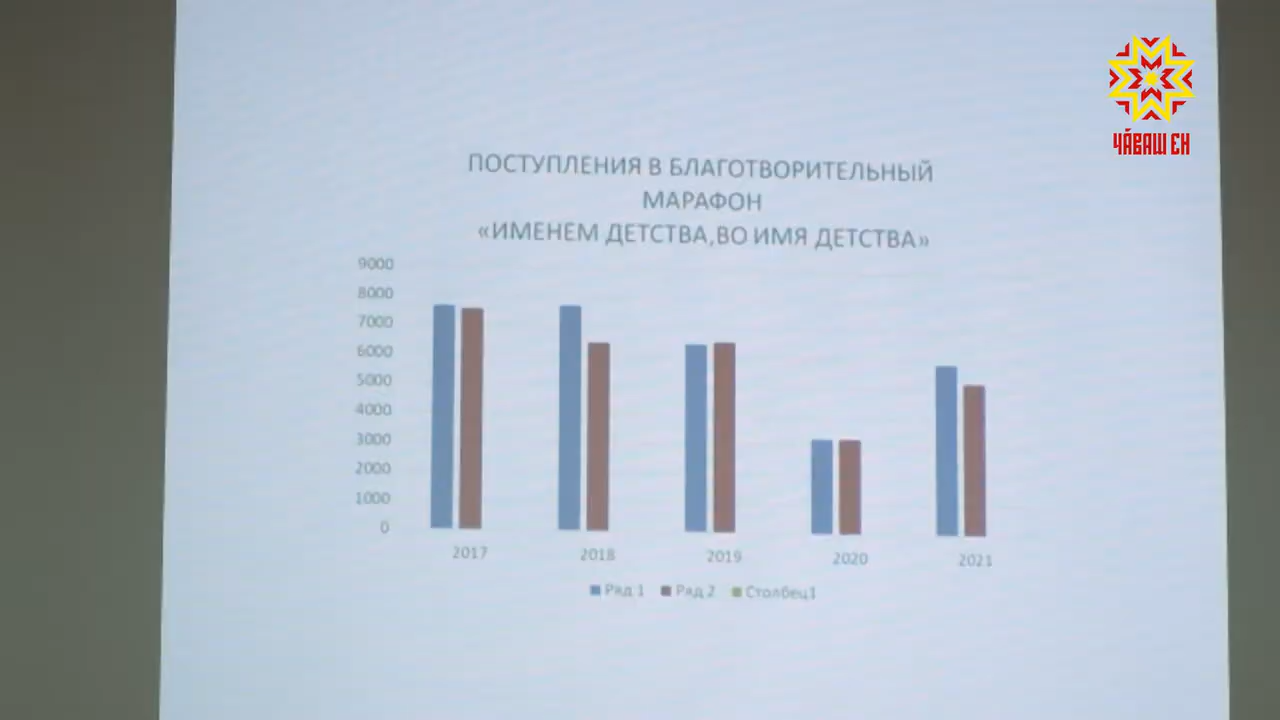 ЧӐВАШ ЕН
ПОСТУПЛЕНИЯ В БЛАГОТВОРИТЕЛЬНЫЙ
МАРАФОН
«ИМЕНЕМ ДЕТСТВА,ВО ИМЯ ДЕТСТВА»
9000
8000
7000
6000
5000
4000
3000
2000
1000
0
2017 2018 2019 2020 2021
Ряд 1 Ряд 2 Столбец1